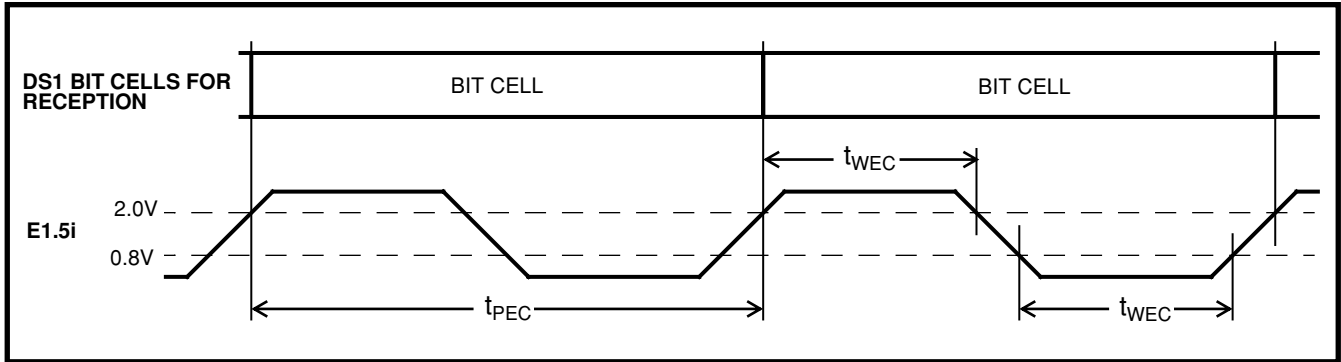 DS1 BIT CELLS FOR
RECEPTION
BIT CELL
BIT CELL
tWEC
E1.5i
2.0V
0.8V
tPEC
tWEC